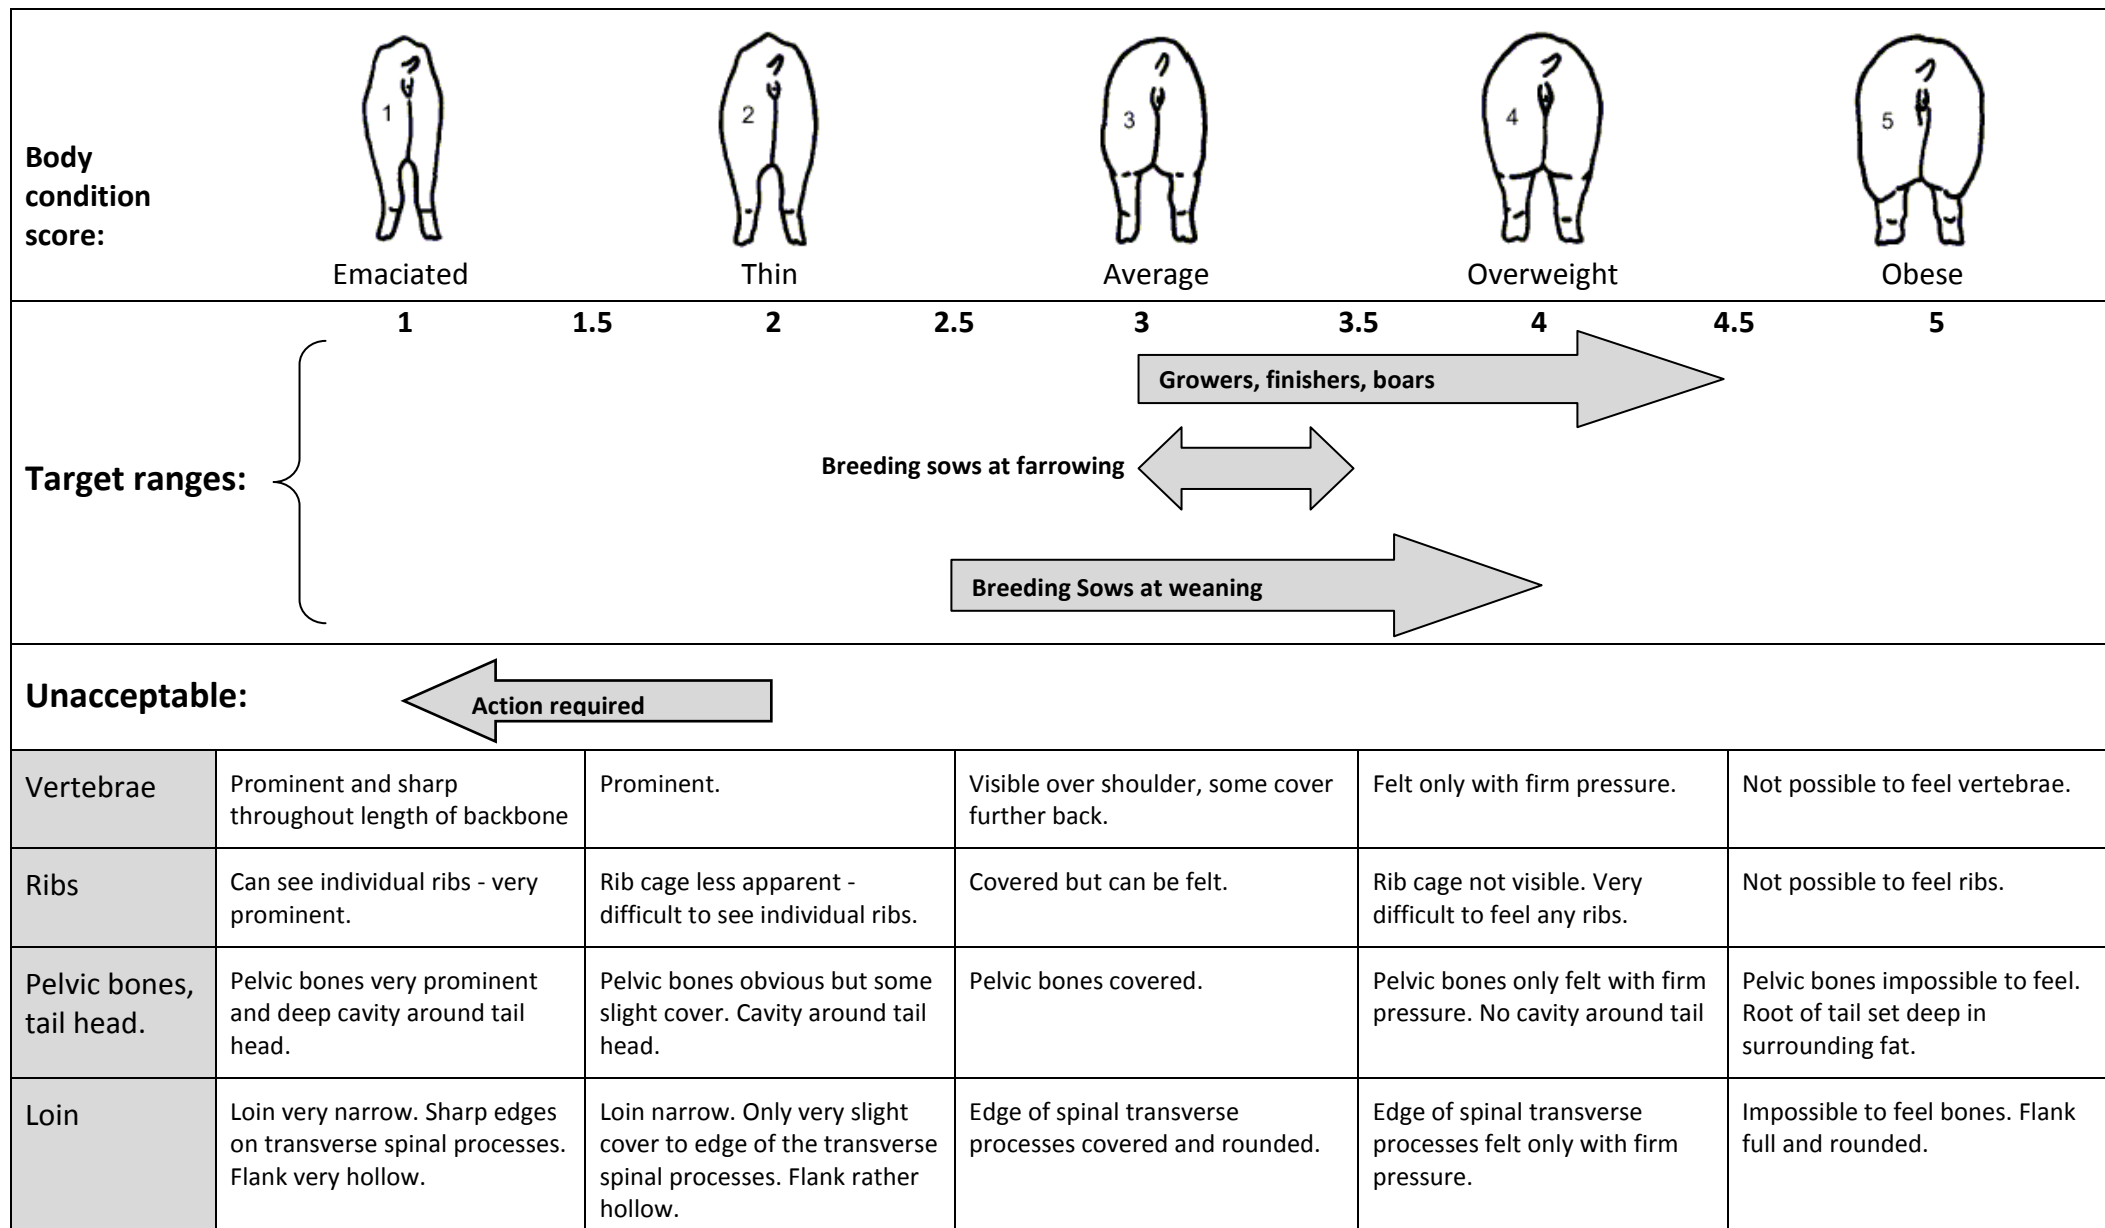 1
2
3
4
5
Body
condition
score:
Emaciated
Thin
Average
Overweight
Obese
1
1.5
2
2.5
3
3.5
4
4.5
5
Target ranges:
Growers, finishers, boars
Breeding sows at farrowing
Breeding Sows at weaning
Unacceptable:
Action required
Vertebrae
Prominent and sharp
throughout length of backbone
Prominent.
Visible over shoulder, some cover
further back.
Felt only with firm pressure.
Not possible to feel vertebrae.
Ribs
Can see individual ribs - very
prominent.
Rib cage less apparent -
difficult to see individual ribs.
Covered but can be felt.
Rib cage not visible. Very
difficult to feel any ribs.
Not possible to feel ribs.
Pelvic bones,
tail head.
Pelvic bones very prominent
and deep cavity around tail
head.
Pelvic bones obvious but some
slight cover. Cavity around tail
head.
Pelvic bones covered.
Pelvic bones only felt with firm
pressure. No cavity around tail
Pelvic bones impossible to feel.
Root of tail set deep in
surrounding fat.
Loin
Loin very narrow. Sharp edges
on transverse spinal processes.
Flank very hollow.
Loin narrow. Only very slight
cover to edge of the transverse
spinal processes. Flank rather
hollow.
Edge of spinal transverse
processes covered and rounded.
Edge of spinal transverse
processes felt only with firm
pressure.
Impossible to feel bones. Flank
full and rounded.